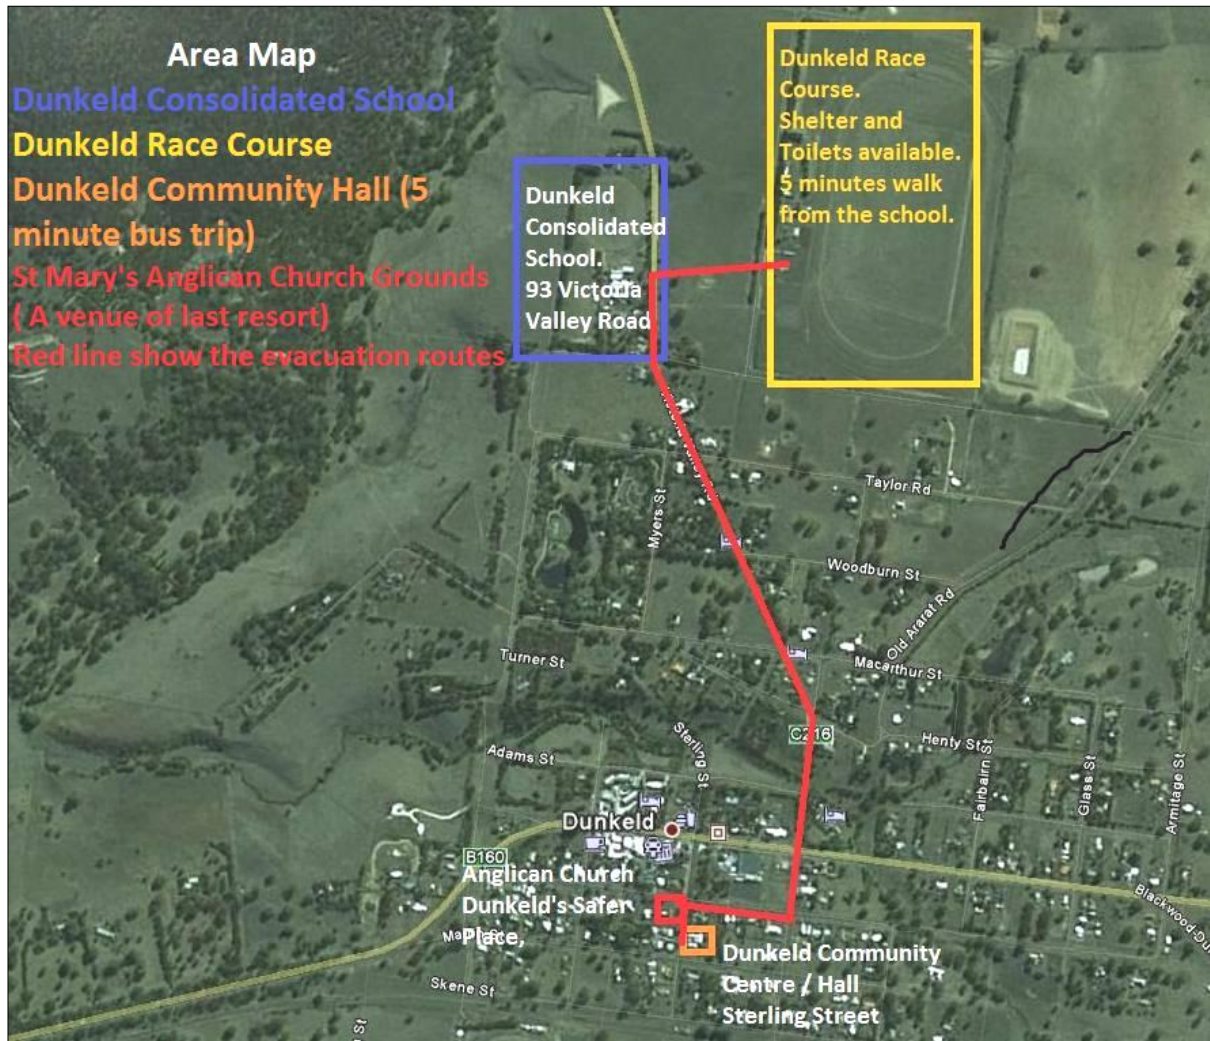 Area Map
Dunkeld Consolidated School
Dunkeld Race Course
Dunkeld Community Hall (5
minute bus trip)
St Mary's Anglican Church Grounds
( A venue of last resort)
Red line show the evacuation routes
Dunkeld
Consolidated
School.
93 Victoria
Valley Road
Dunkeld Race
Course.
Shelter and
Toilets available.
5 minutes walk
from the school.
Taylor Rd
Myers St
Woodburn St
Old Ararat Rd
Turner St
Macarthur St
C216
Henty St
Sterling St
Adams St
Fairbairn St
Glass St
Armitage St
Dunkeld
B160
Anglican Church
Dunkeld's Safer
Place,
Skene St
Dunkeld Community
Centre / Hall
Sterling Street